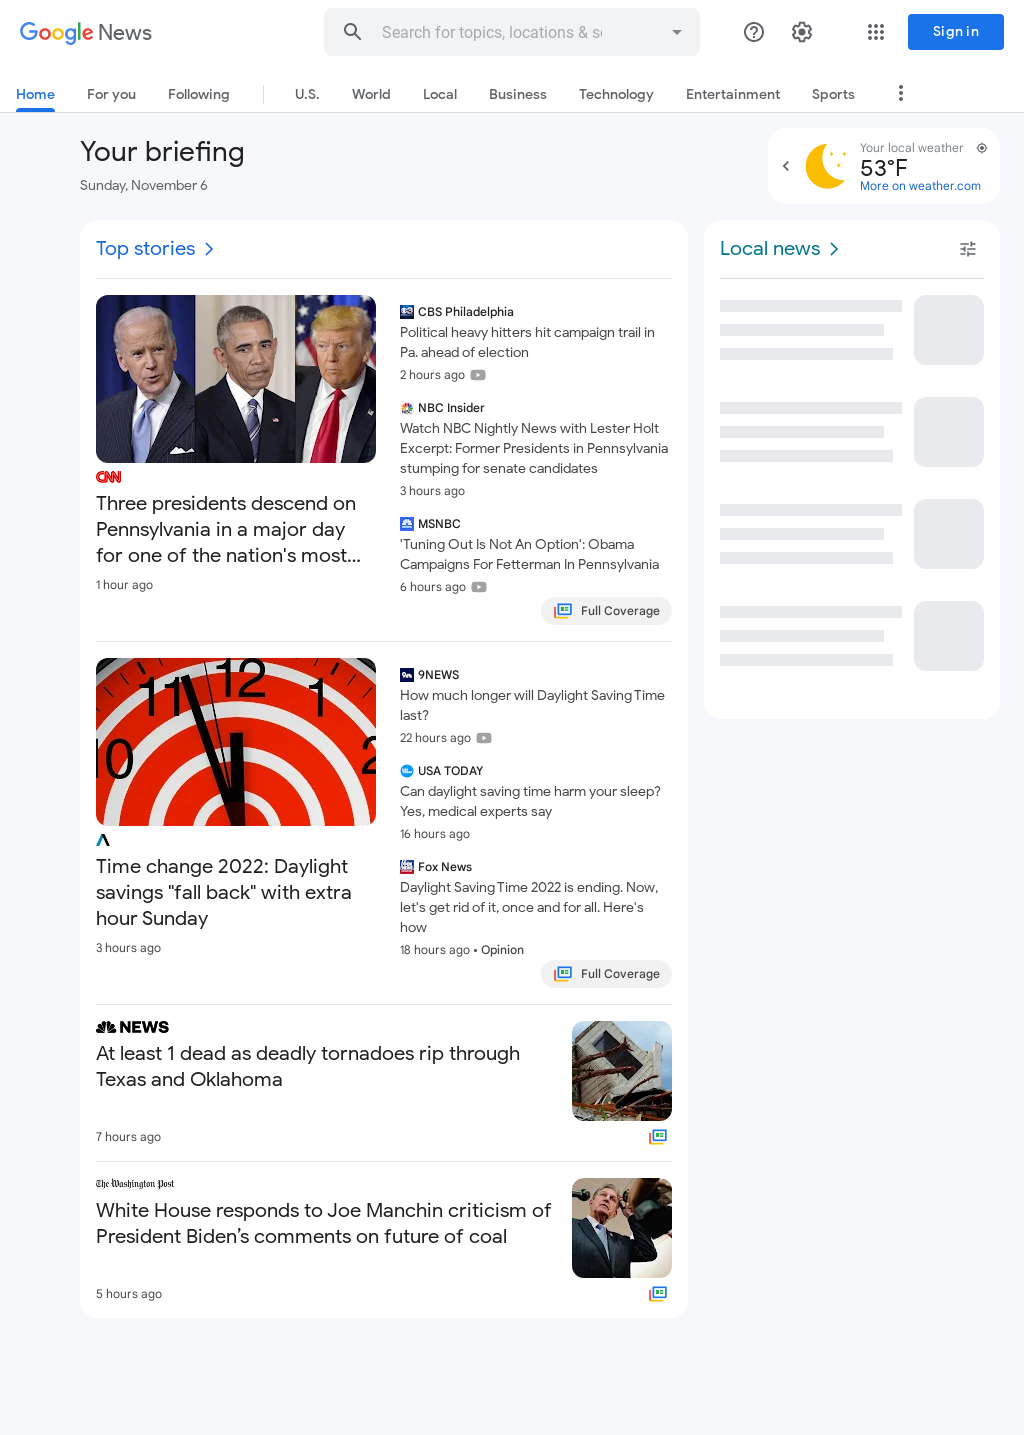 Google News
Search for topics, locations & s
Sign in
Home
For you
Following
U.S.
World
Local
Business
Technology
Entertainment
Sports
Your briefing
Sunday, November 6
Your local weather
53°F
More on weather.com
Top stories
CNN
Three presidents descend on
Pennsylvania in a major day
for one of the nation's most...
1 hour ago
CBS Philadelphia
Political heavy hitters hit campaign trail in
Pa. ahead of election
2 hours ago
NBC Insider
Watch NBC Nightly News with Lester Holt
Excerpt: Former Presidents in Pennsylvania
stumping for senate candidates
3 hours ago
MSNBC
'Tuning Out Is Not An Option': Obama
Campaigns For Fetterman In Pennsylvania
6 hours ago
Full Coverage
11 12 1
10 2
Time change 2022: Daylight
savings "fall back" with extra
hour Sunday
3 hours ago
9NEWS
How much longer will Daylight Saving Time
last?
22 hours ago
USA TODAY
Can daylight saving time harm your sleep?
Yes, medical experts say
16 hours ago
Fox News
Daylight Saving Time 2022 is ending. Now,
let's get rid of it, once and for all. Here's
how
18 hours ago • Opinion
Full Coverage
NEWS
At least 1 dead as deadly tornadoes rip through
Texas and Oklahoma
7 hours ago
The Washington Post
White House responds to Joe Manchin criticism of
President Biden’s comments on future of coal
5 hours ago
Local news